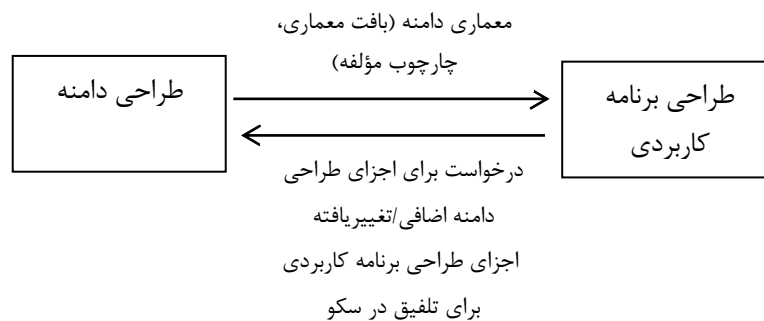 معماری دامنه (بافت معماری،
چارچوب مؤلفه)
طراحی برنامه
کاربردی
طراحی دامنه
درخواست برای اجزای طراحی
دامنه اضافی/تغییریافته
اجزای طراحی برنامه کاربردی
برای تلفیق در سکو